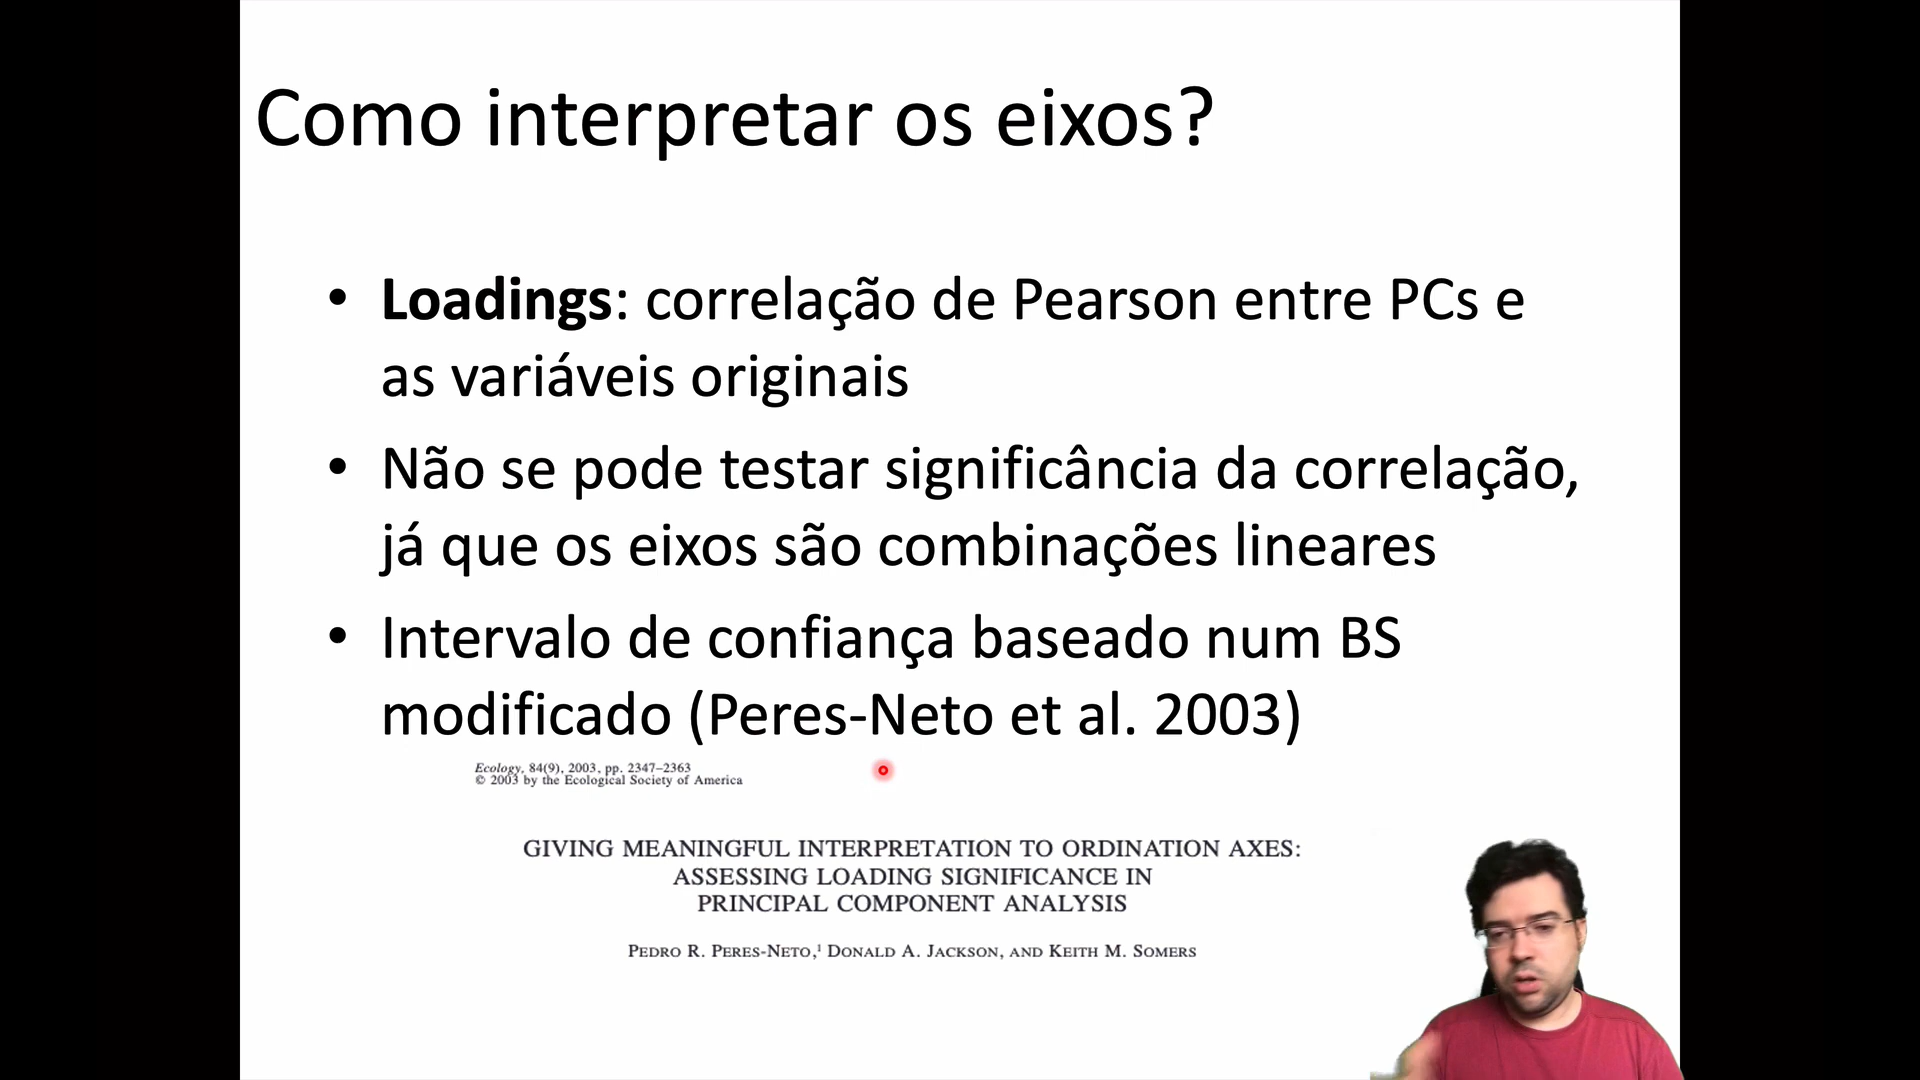 Como interpretar os eixos?
• Loadings: correlação de Pearson entre PCs e
as variáveis originais
• Não se pode testar significância da correlação,
já que os eixos são combinações lineares
• Intervalo de confiança baseado num BS
modificado (Peres-Neto et al. 2003)
Ecology, 84(9), 2003, pp. 2347–2363
© 2003 by the Ecological Society of America
GIVING MEANINGFUL INTERPRETATION TO ORDINATION AXES:
ASSESSING LOADING SIGNIFICANCE IN
PRINCIPAL COMPONENT ANALYSIS
PEDRO R. PERES-NETO,¹ DONALD A. JACKSON, AND KEITH M. SOMERS